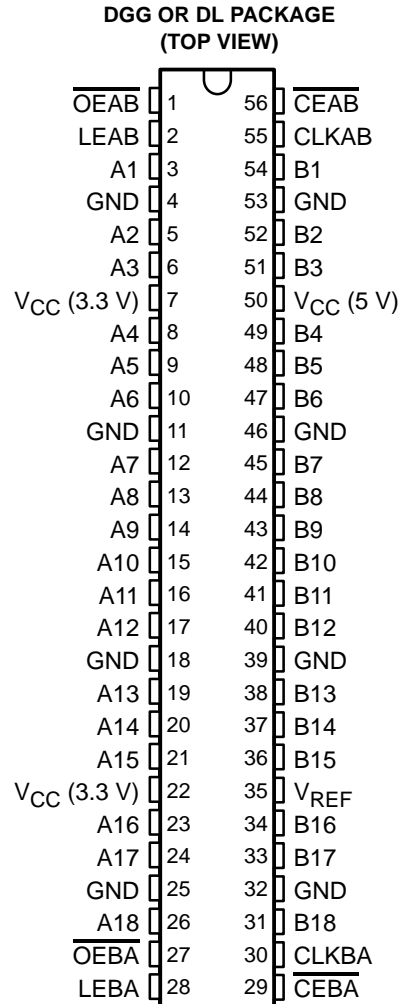 DGG OR DL PACKAGE
(TOP VIEW)
O̅E̅A̅B̅ 1 56 C̅E̅A̅B̅
LEAB 2 55 CLKAB
A1 3 54 B1
GND 4 53 GND
A2 5 52 B2
A3 6 51 B3
VCC (3.3 V) 7 50 VCC (5 V)
A4 8 49 B4
A5 9 48 B5
A6 10 47 B6
GND 11 46 GND
A7 12 45 B7
A8 13 44 B8
A9 14 43 B9
A10 15 42 B10
A11 16 41 B11
A12 17 40 B12
GND 18 39 GND
A13 19 38 B13
A14 20 37 B14
A15 21 36 B15
VCC (3.3 V) 22 35 VREF
A16 23 34 B16
A17 24 33 B17
GND 25 32 GND
A18 26 31 B18
O̅E̅B̅A̅ 27 30 CLKBA
LEBA 28 29 C̅E̅B̅A̅